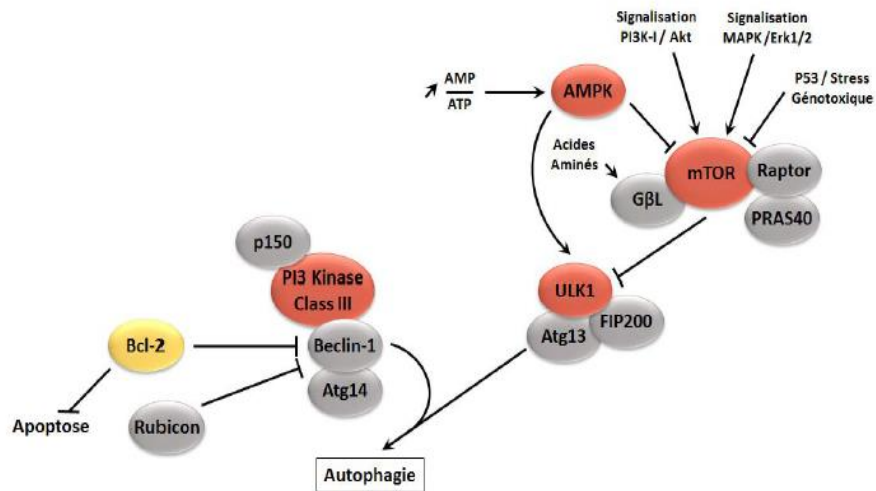 Signalisation
PI3K-I / Akt
Signalisation
MAPK /Erk1/2
AMP
ATP
AMPK
P53 / Stress
Génotoxique
Acides
Aminés
mTOR
Raptor
GβL
PRAS40
p150
PI3 Kinase
Class III
ULK1
FIP200
Atg13
Bcl-2
Beclin-1
Atg14
Apoptose
Rubicon
Autophagie